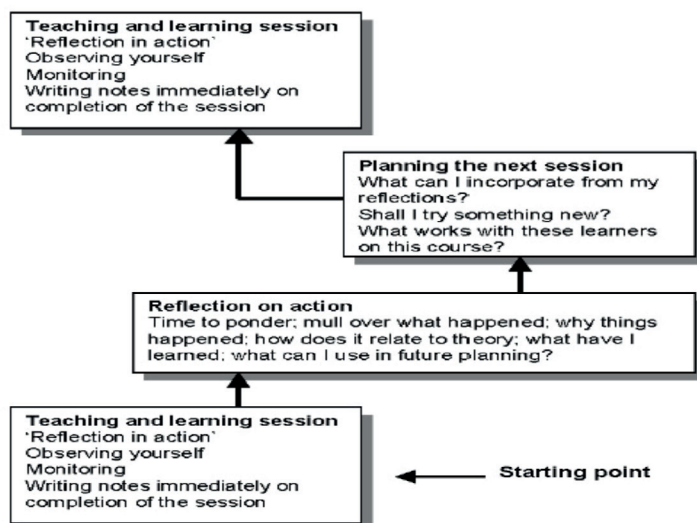 Teaching and learning session
'Reflection in action'
Observing yourself
Monitoring
Writing notes immediately on
completion of the session
Planning the next session
What can I incorporate from my
reflections?
Shall I try something new?
What works with these learners
on this course?
Reflection on action
Time to ponder; mull over what happened; why things
happened; how does it relate to theory; what have I
learned; what can I use in future planning?
Teaching and learning session
'Reflection in action'
Observing yourself
Monitoring
Writing notes immediately on
completion of the session
Starting point